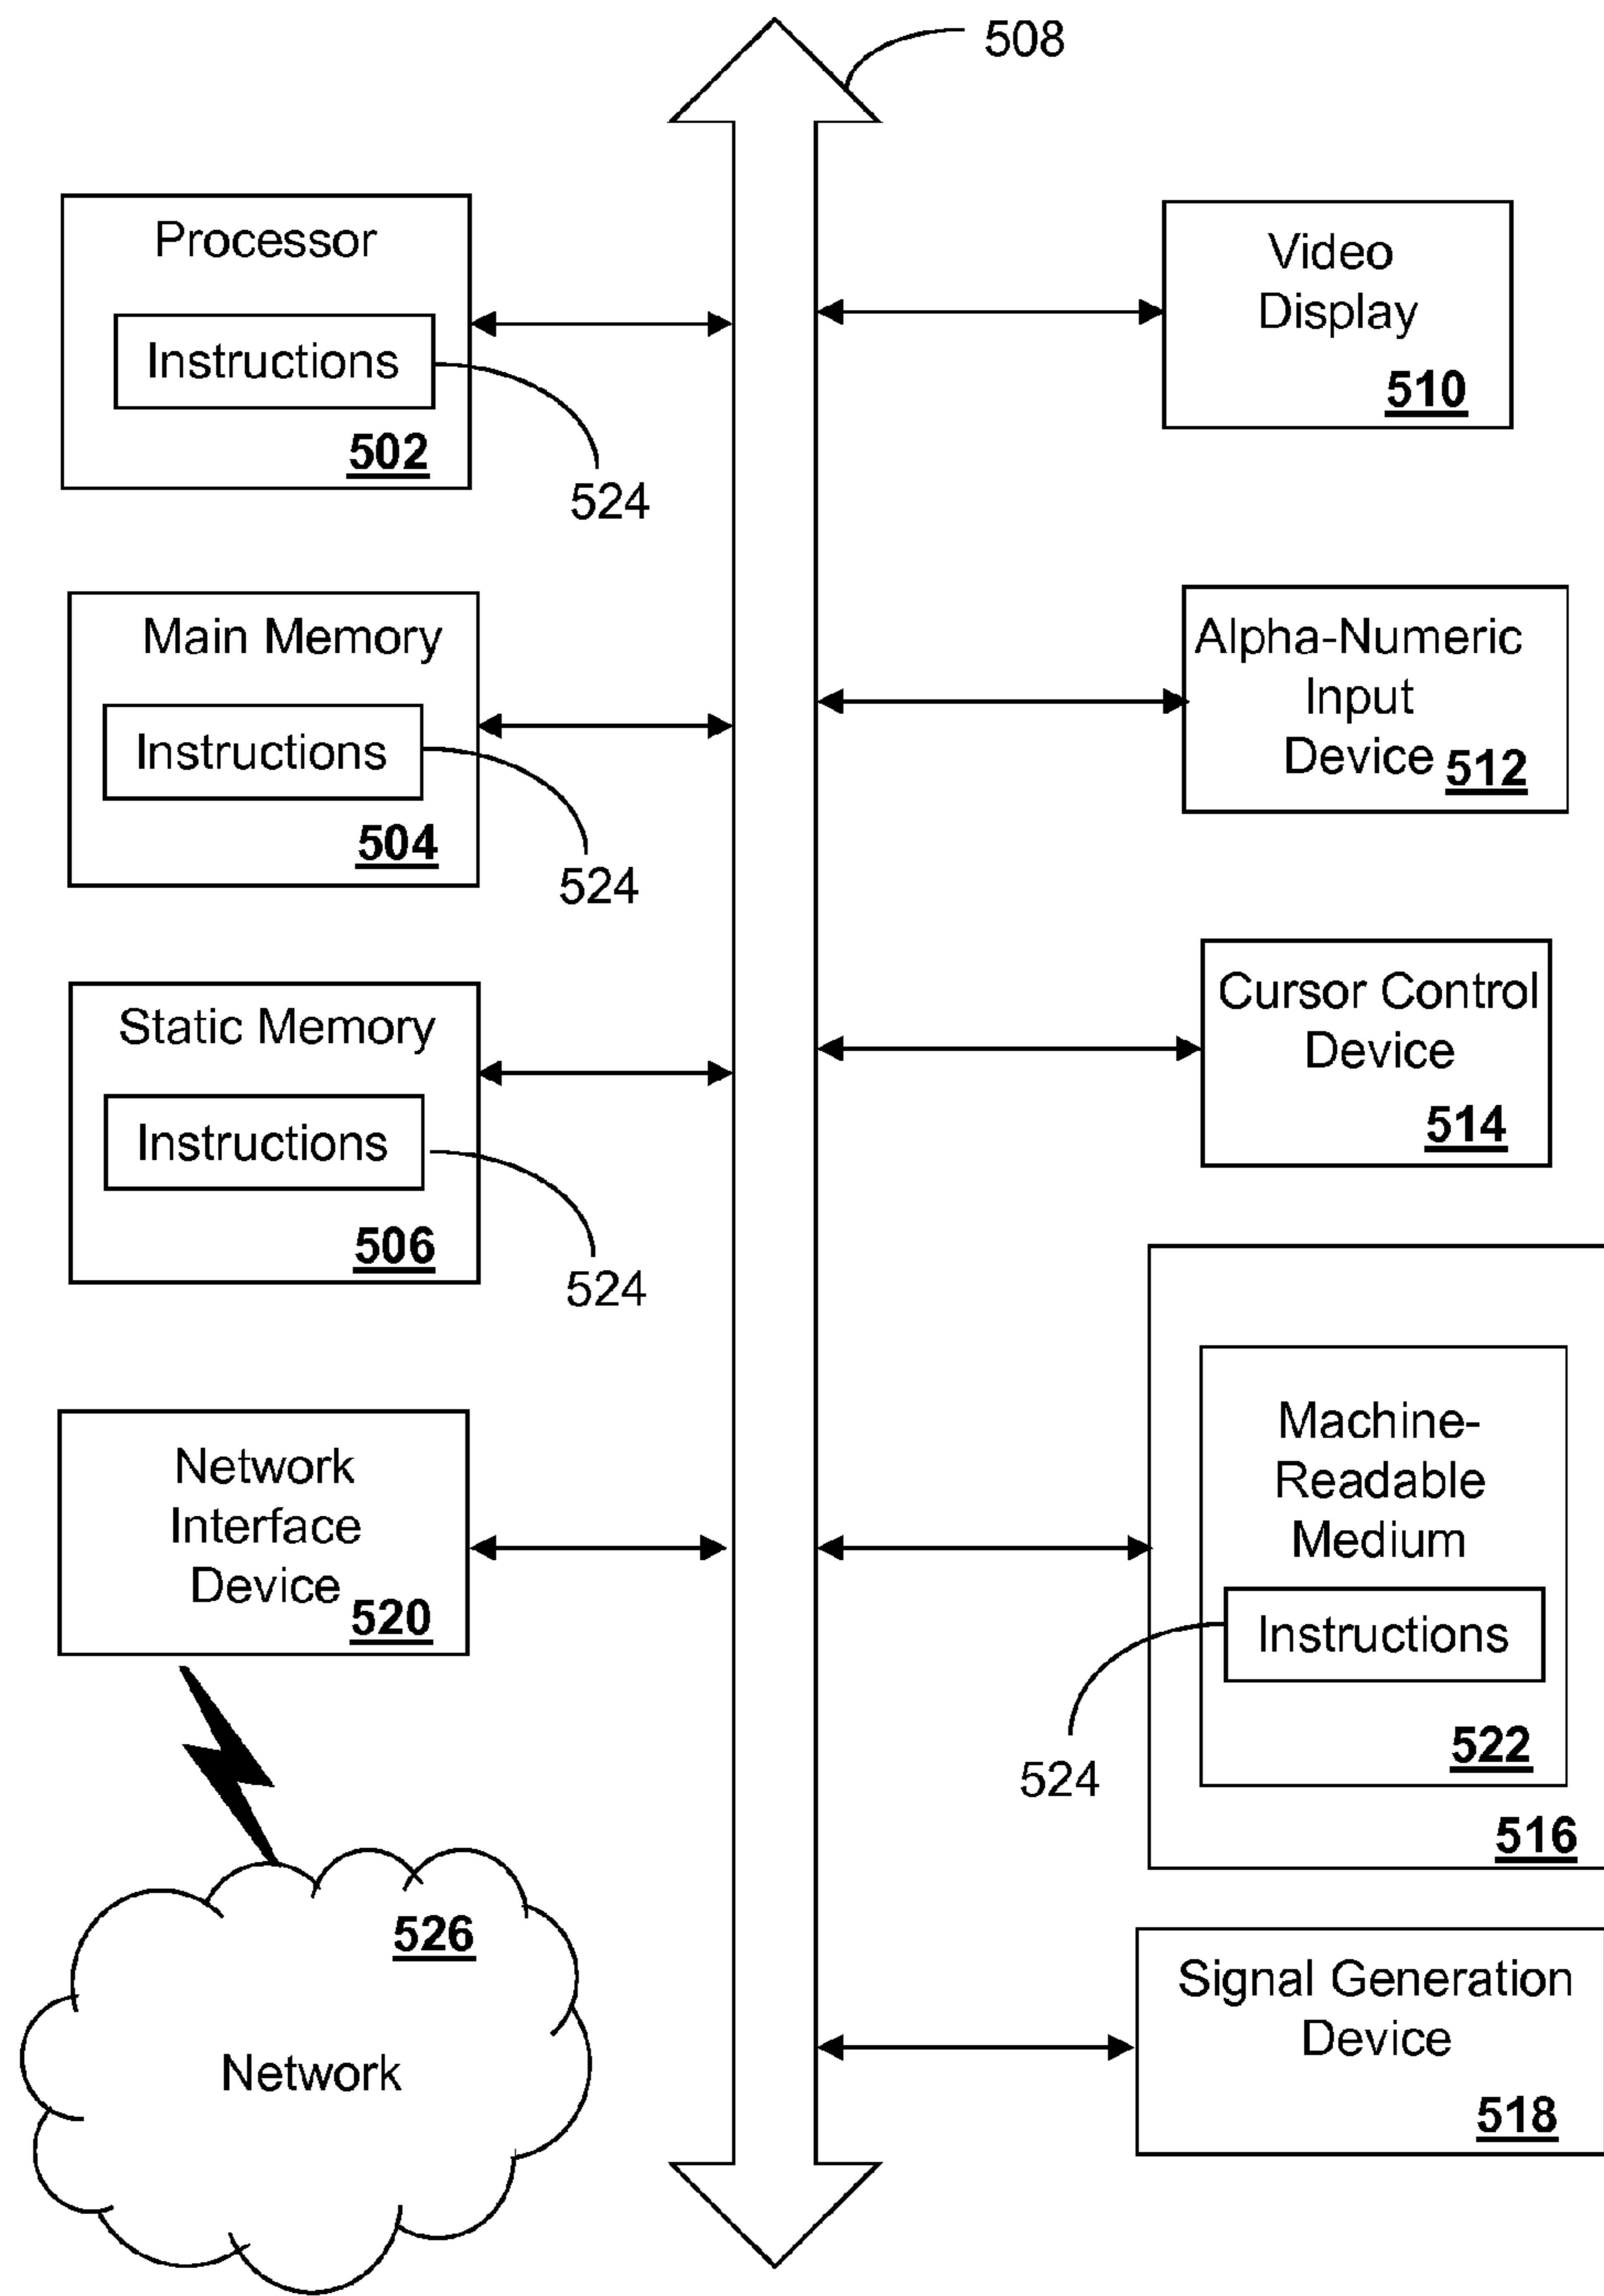 508
Processor
Instructions
502
524
Main Memory
Instructions
504
524
Static Memory
Instructions
506
524
Network
Interface
Device
520
526
Network
Video
Display
510
Alpha-Numeric
Input
Device
512
Cursor Control
Device
514
Machine-
Readable
Medium
Instructions
522
524
516
Signal Generation
Device
518